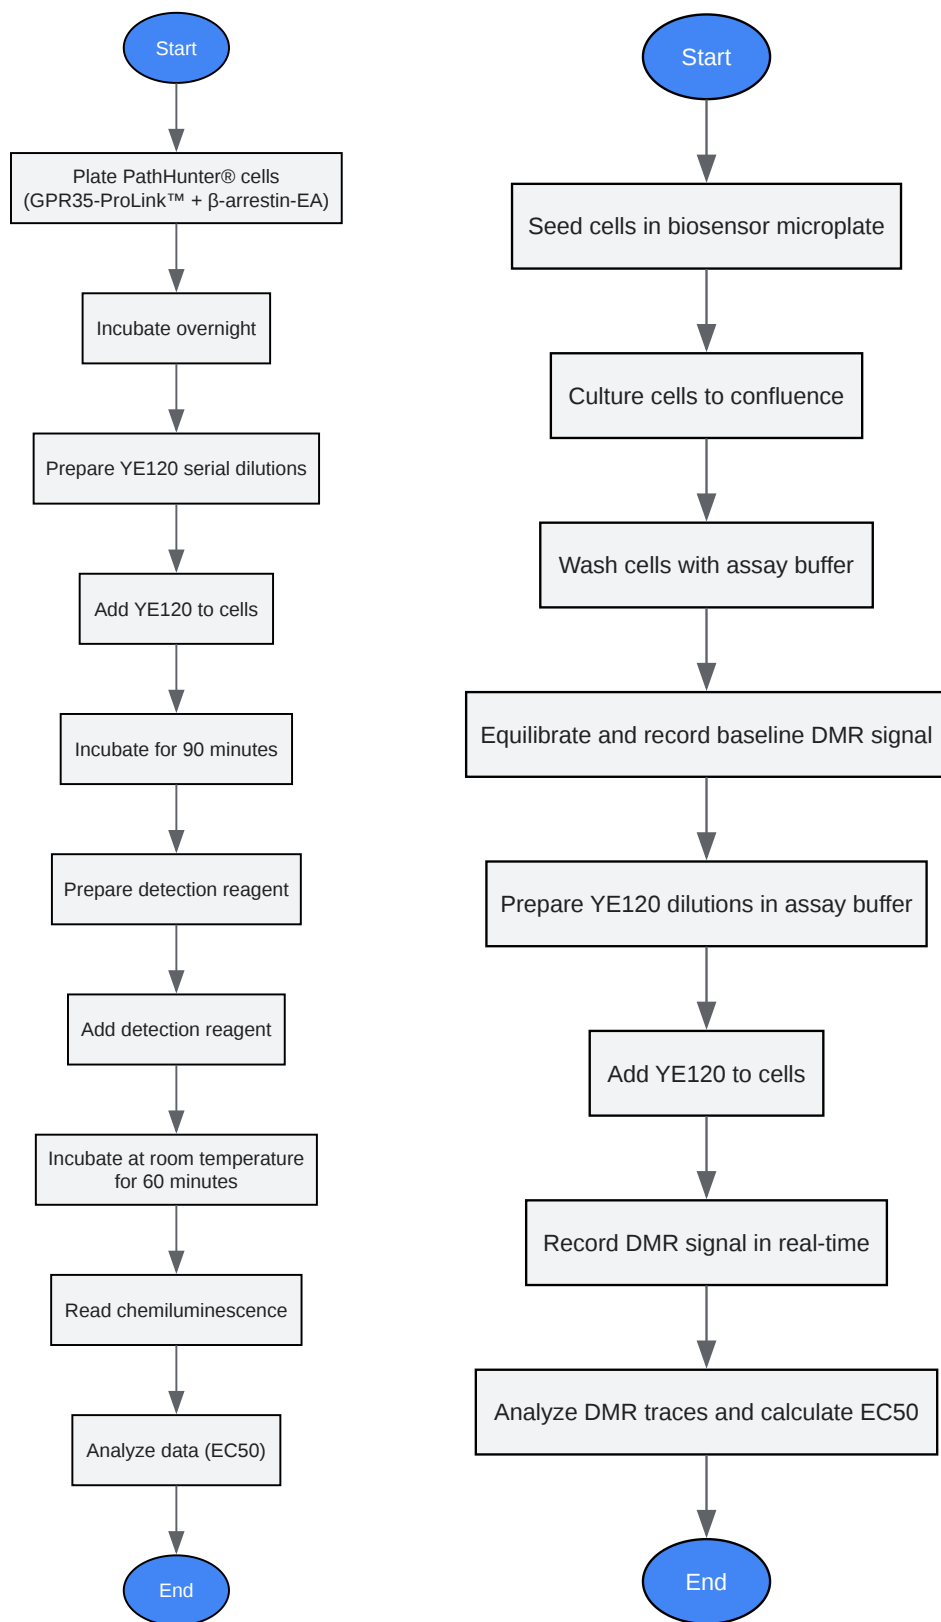 Start
Plate PathHunter® cells
(GPR35-ProLink™ + β-arrestin-EA)
Incubate overnight
Prepare YE120 serial dilutions
Add YE120 to cells
Incubate for 90 minutes
Prepare detection reagent
Add detection reagent
Incubate at room temperature
for 60 minutes
Read chemiluminescence
Analyze data (EC50)
End
Start
Seed cells in biosensor microplate
Culture cells to confluence
Wash cells with assay buffer
Equilibrate and record baseline DMR signal
Prepare YE120 dilutions in assay buffer
Add YE120 to cells
Record DMR signal in real-time
Analyze DMR traces and calculate EC50
End